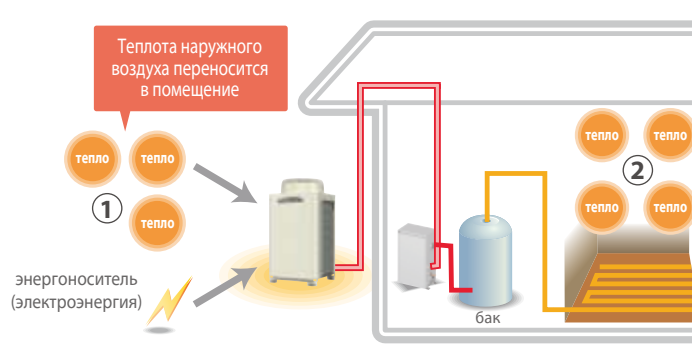 Теплота наружного
воздуха переносится
в помещение
тепло
тепло
1
тепло
энергоноситель
(электроэнергия)
бак
тепло
тепло
2
тепло
тепло